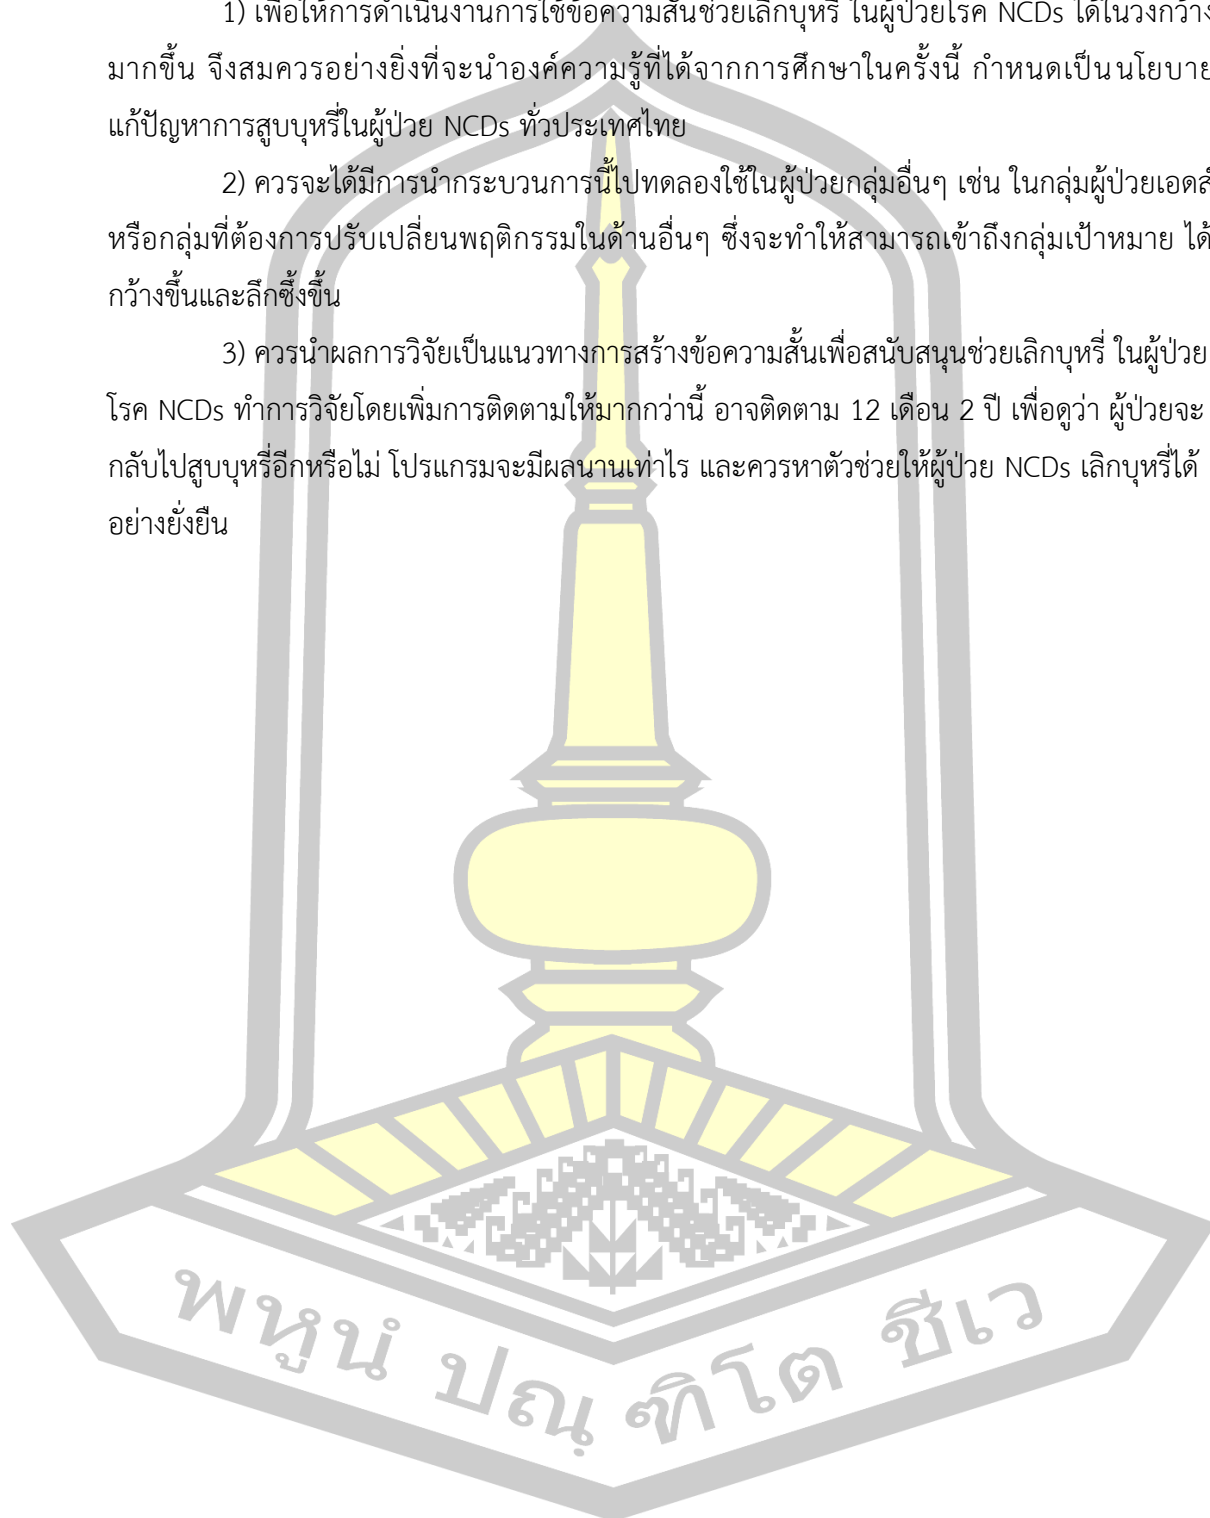 1) เพื่อให้การดำเนินงานการใช้ข้อความสั้นช่วยเลิกบุหรี่ ในผู้ป่วยโรค NCDs ได้ในวงกว้าง
มากขึ้น จึงสมควรอย่างยิ่งที่จะนำองค์ความรู้ที่ได้จากการศึกษาในครั้งนี้ กำหนดเป็นนโยบาย
แก้ปัญหาการสูบบุหรี่ในผู้ป่วย NCDs ทั่วประเทศไทย
2) ควรจะได้มีการนำกระบวนการนี้ไปทดลองใช้ในผู้ป่วยกลุ่มอื่นๆ เช่น ในกลุ่มผู้ป่วยเอดส์
หรือกลุ่มที่ต้องการปรับเปลี่ยนพฤติกรรมในด้านอื่นๆ ซึ่งจะทำให้สามารถเข้าถึงกลุ่มเป้าหมาย ได้
กว้างขึ้นและลึกซึ้งขึ้น
3) ควรนำผลการวิจัยเป็นแนวทางการสร้างข้อความสั้นเพื่อสนับสนุนช่วยเลิกบุหรี่ ในผู้ป่วย
โรค NCDs ทำการวิจัยโดยเพิ่มการติดตามให้มากกว่านี้ อาจติดตาม 12 เดือน 2 ปี เพื่อดูว่า ผู้ป่วยจะ
กลับไปสูบบุหรี่อีกหรือไม่ โปรแกรมจะมีผลนานเท่าไร และควรหาตัวช่วยให้ผู้ป่วย NCDs เลิกบุหรี่ได้
อย่างยั่งยืน
พหูนํ ปณฺฑิโต ชีเว